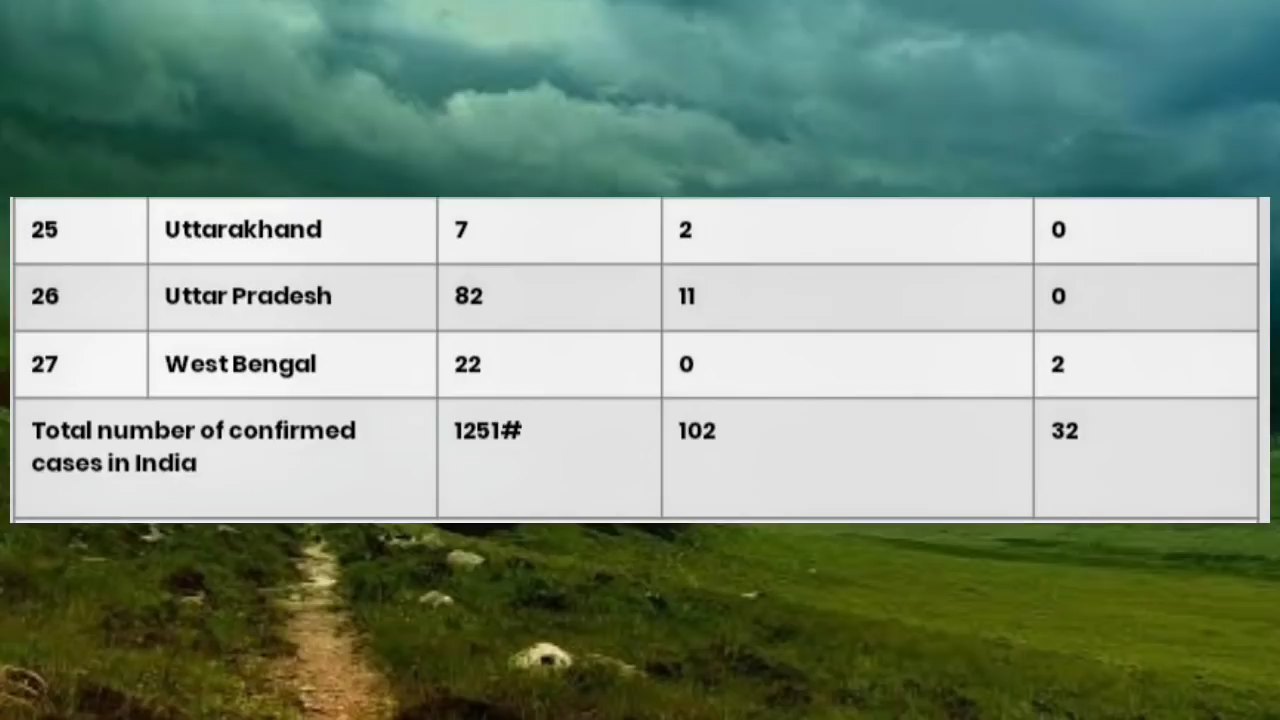 25 Uttarakhand 7 2 0
26 Uttar Pradesh 82 11 0
27 West Bengal 22 0 2
Total number of confirmed 1251# 102 32
cases in India